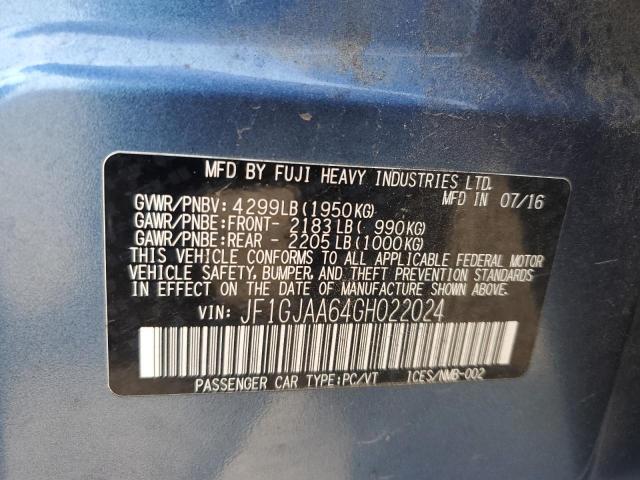 MFD BY FUJI HEAVY INDUSTRIES LTD.
MFD IN 07/16
GVWR/PNBV: 4299LB(1950KG)
GAWR/PNBE:FRONT- 2183LB( 990KG)
GAWR/PNBE:REAR - 2205LB(1000KG)
THIS VEHICLE CONFORMS TO ALL APPLICABLE FEDERAL MOTOR
VEHICLE SAFETY, BUMPER, AND THEFT PREVENTION STANDARDS
IN EFFECT ON THE DATE OF MANUFACTURE SHOWN ABOVE.
VIN: JF1GJAA64GH022024
PASSENGER CAR TYPE:PC/VT ICES/NMB-002